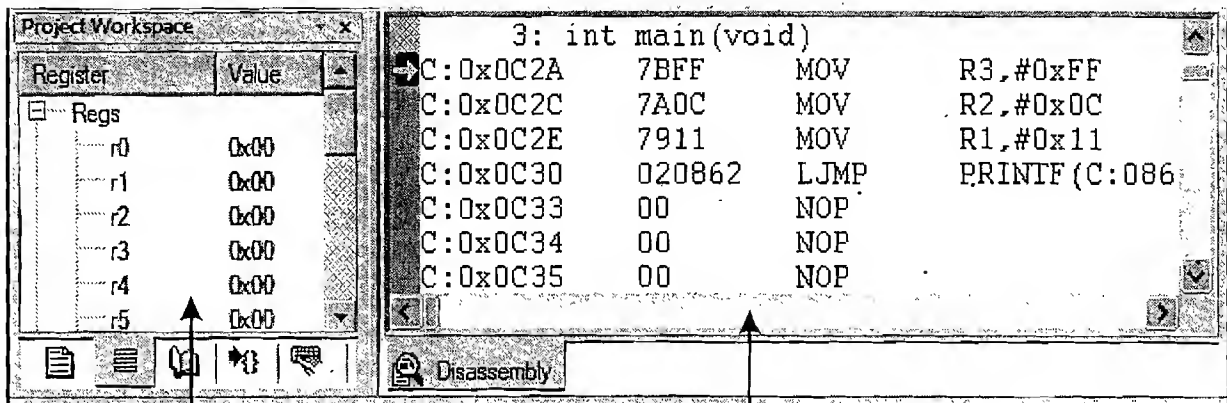 Project Workspace
Register Value
Regs
r0 0x00
r1 0x00
r2 0x00
r3 0x00
r4 0x00
r5 0x00
3: int main(void)
C:0x0C2A 7BFF MOV R3,#0xFF
C:0x0C2C 7A0C MOV R2,#0x0C
C:0x0C2E 7911 MOV R1,#0x11
C:0x0C30 020862 LJMP PRINTF(C:086
C:0x0C33 00 NOP
C:0x0C34 00 NOP
C:0x0C35 00 NOP
Disassembly